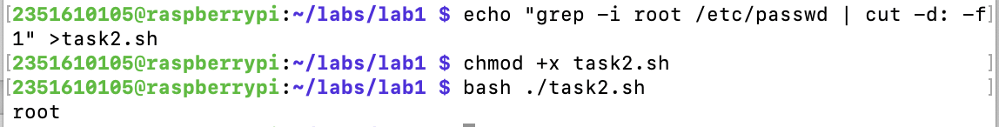 [2351610105@raspberrypi:~/labs/lab1 $ echo "grep -i root /etc/passwd | cut -d: -f]
1" >task2.sh
[2351610105@raspberrypi:~/labs/lab1 $ chmod +x task2.sh ]
[2351610105@raspberrypi:~/labs/lab1 $ bash ./task2.sh ]
root